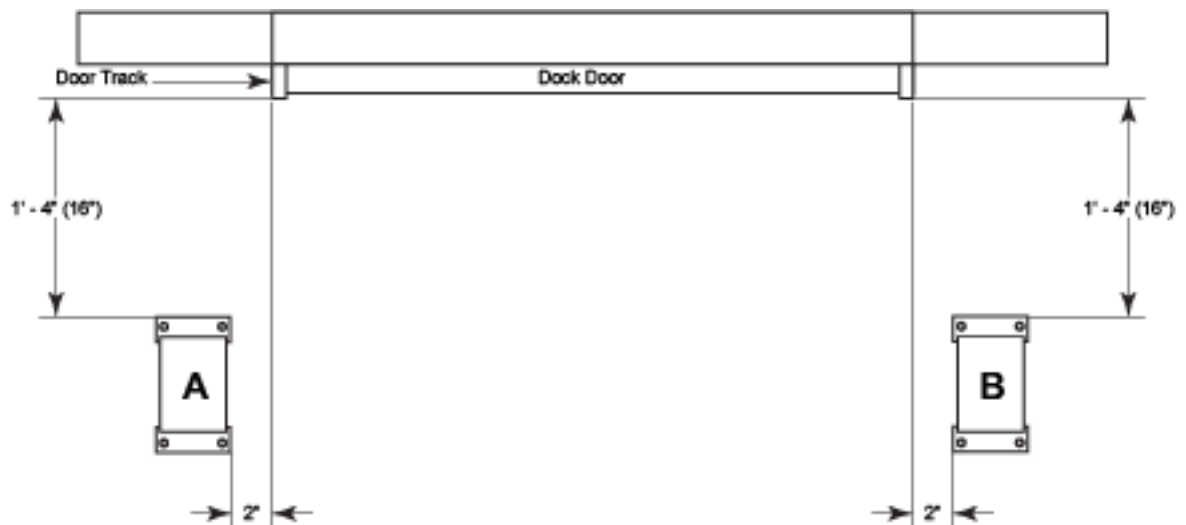 Door Track
Dock Door
1' - 4" (16")
1' - 4" (16")
A
B
2"
2"